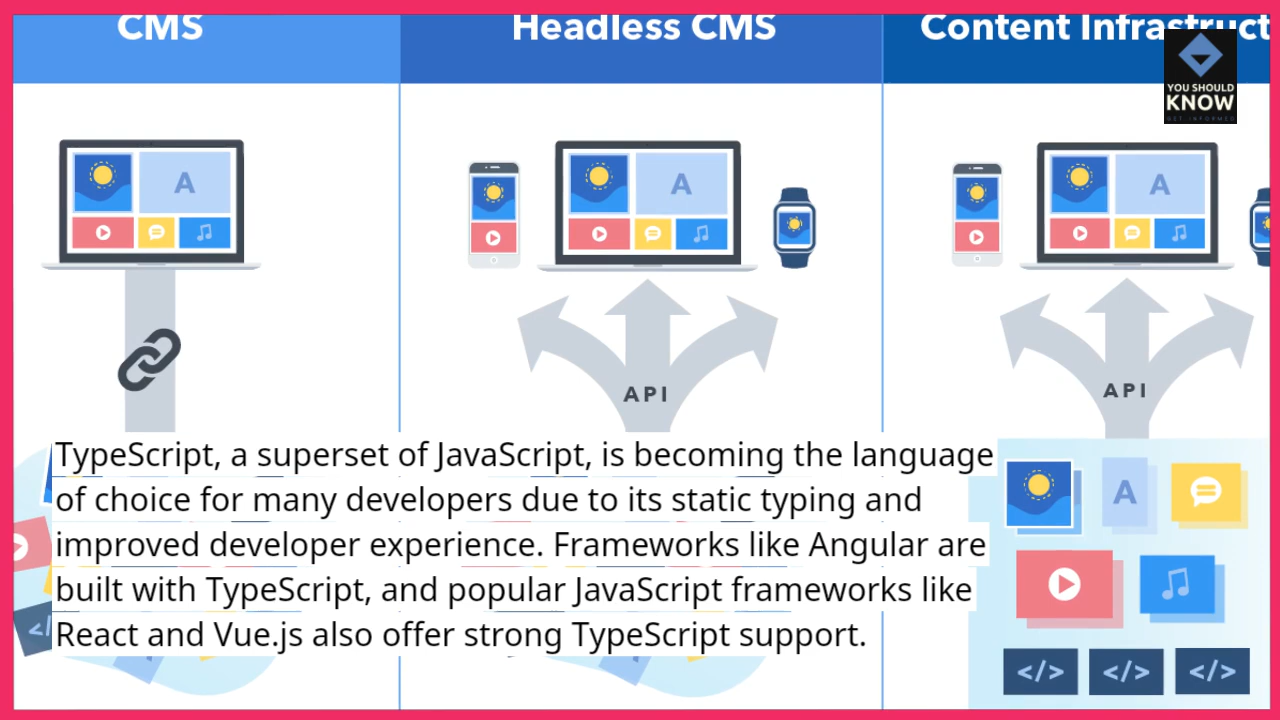 CMS
Headless CMS
Content Infrastruct
YOU SHOULD
KNOW
GET INFORMED
A
A
A
API
API
TypeScript, a superset of JavaScript, is becoming the language
of choice for many developers due to its static typing and
improved developer experience. Frameworks like Angular are
built with TypeScript, and popular JavaScript frameworks like
React and Vue.js also offer strong TypeScript support.
A
</>
</>
</>